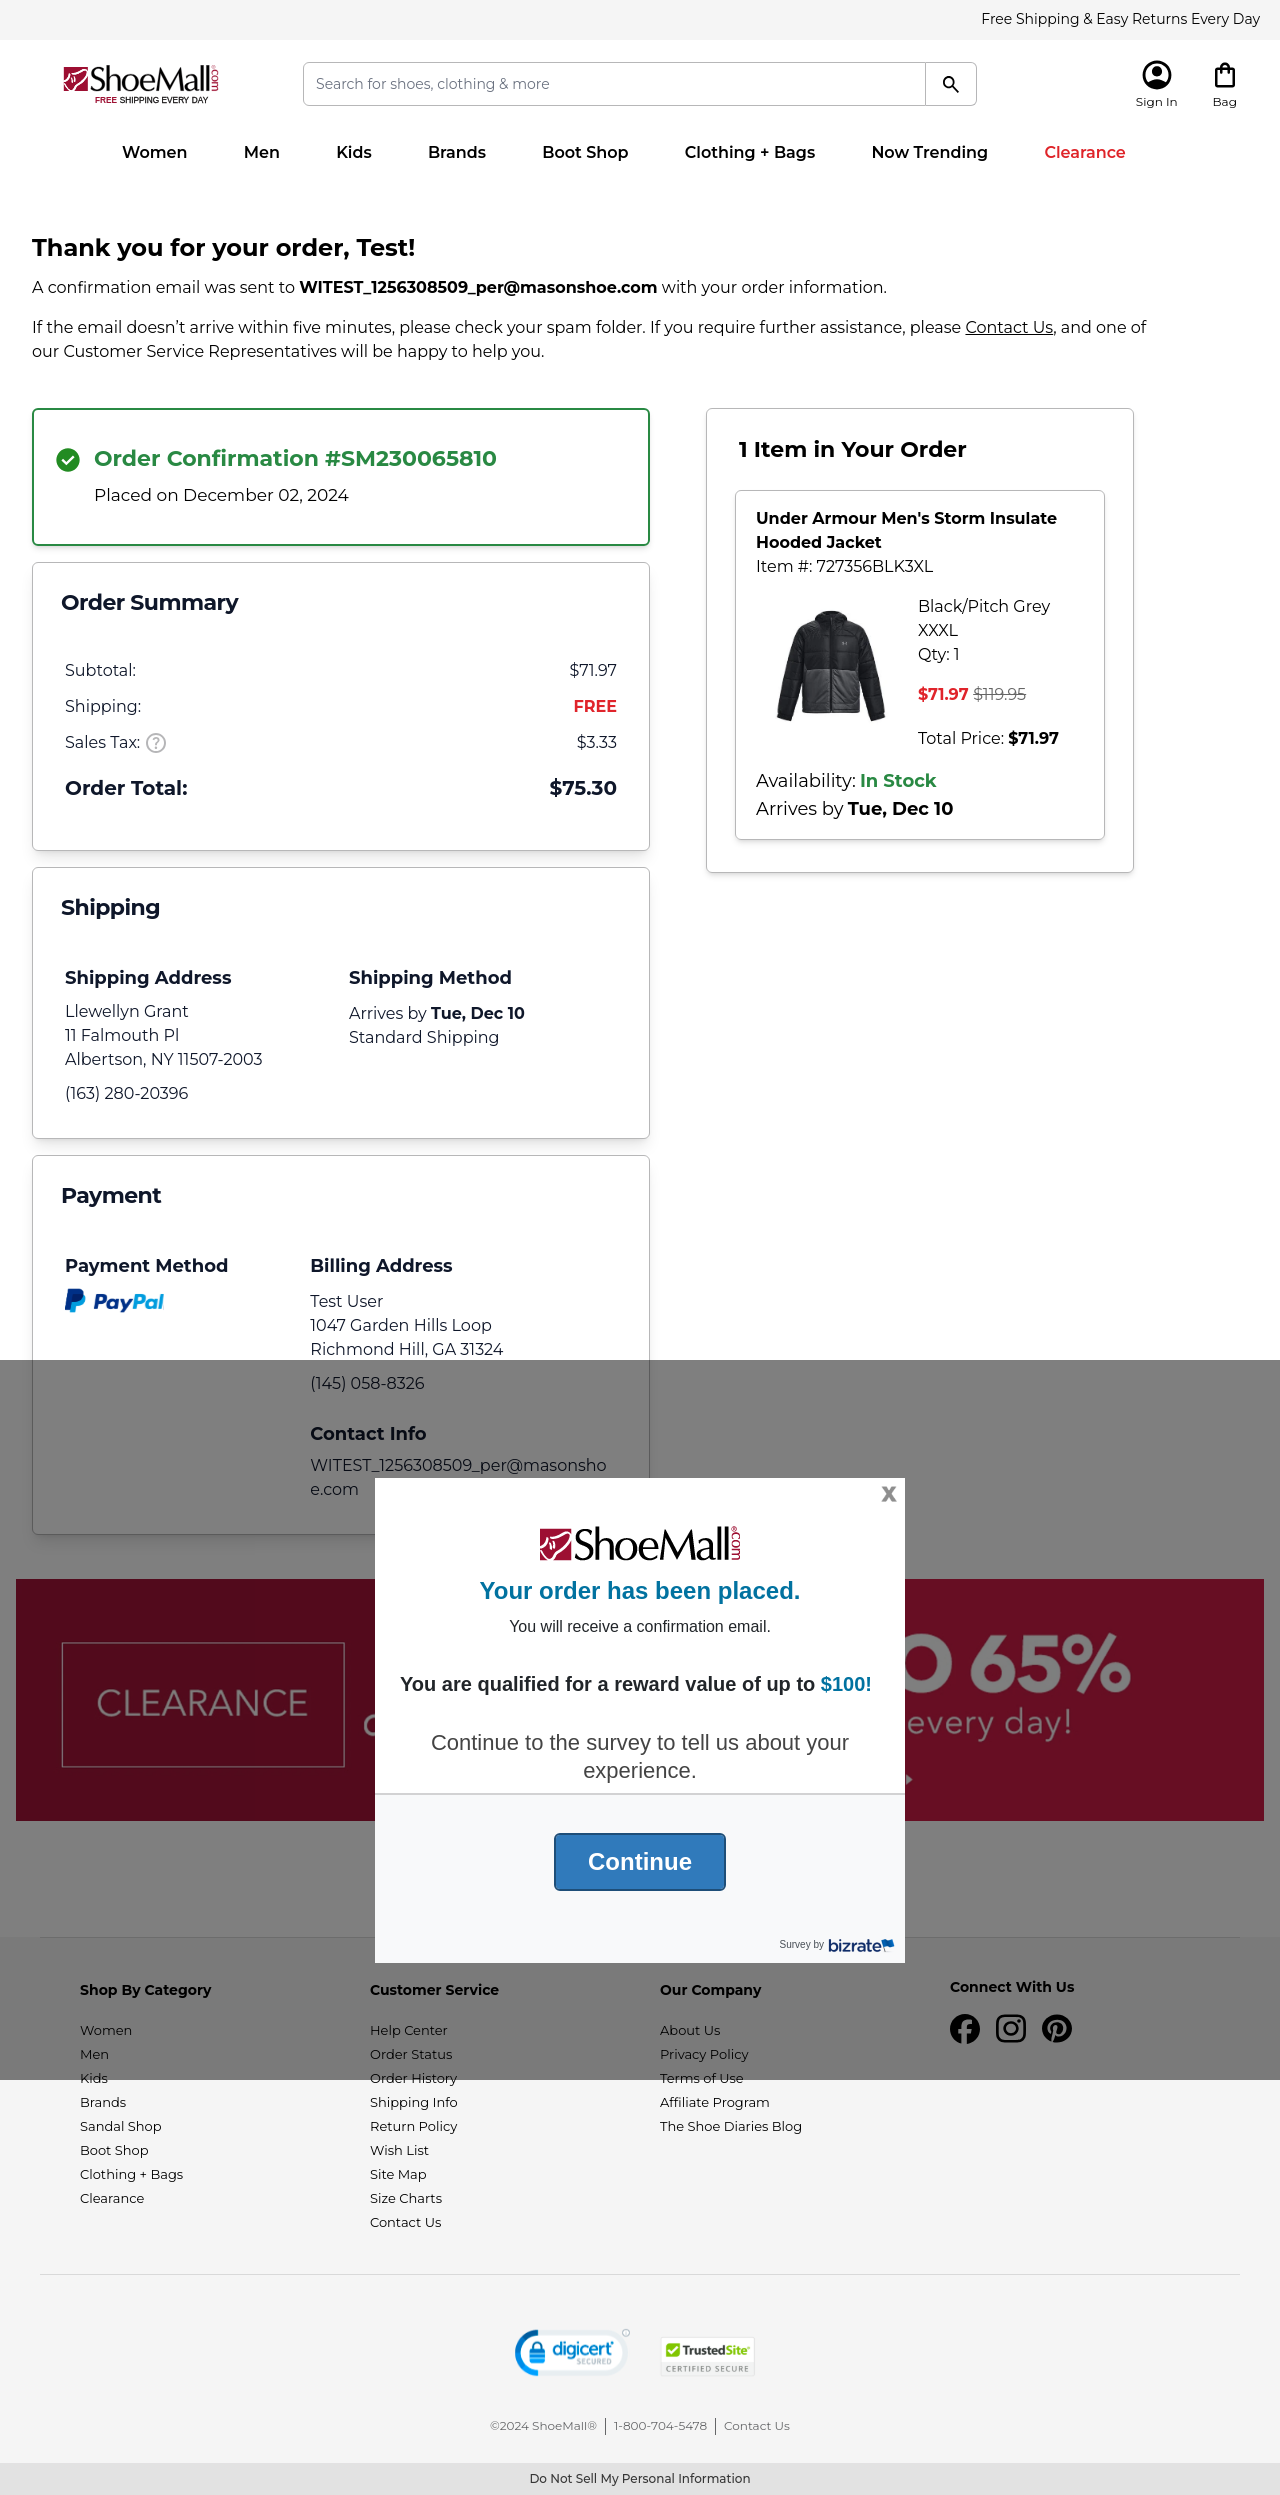 Free Shipping & Easy Returns Every Day
ShoeMall®.com
FREE SHIPPING EVERY DAY
Search for shoes, clothing & more
Sign In
Bag
Women
Men
Kids
Brands
Boot Shop
Clothing + Bags
Now Trending
Clearance
Thank you for your order, Test!
A confirmation email was sent to WITEST_1256308509_per@masonshoe.com with your order information.
If the email doesn’t arrive within five minutes, please check your spam folder. If you require further assistance, please Contact Us, and one of
our Customer Service Representatives will be happy to help you.
Order Confirmation #SM230065810
Placed on December 02, 2024
Order Summary
Subtotal: $71.97
Shipping: FREE
Sales Tax: ? $3.33
Order Total: $75.30
Shipping
Shipping Address
Llewellyn Grant
11 Falmouth Pl
Albertson, NY 11507-2003
(163) 280-20396
Shipping Method
Arrives by Tue, Dec 10
Standard Shipping
Payment
Payment Method
PayPal
Billing Address
Test User
1047 Garden Hills Loop
Richmond Hill, GA 31324
(145) 058-8326
Contact Info
WITEST_1256308509_per@masonsho
e.com
1 Item in Your Order
Under Armour Men's Storm Insulate
Hooded Jacket
Item #: 727356BLK3XL
Black/Pitch Grey
XXXL
Qty: 1
$71.97 $119.95
Total Price: $71.97
Availability: In Stock
Arrives by Tue, Dec 10
X
ShoeMall®.com
Your order has been placed.
You will receive a confirmation email.
You are qualified for a reward value of up to $100!
Continue to the survey to tell us about your
experience.
Continue
Survey by bizrate
CLEARANCE
O 65%
every day!
Shop By Category
Women
Men
Kids
Brands
Sandal Shop
Boot Shop
Clothing + Bags
Clearance
Customer Service
Help Center
Order Status
Order History
Shipping Info
Return Policy
Wish List
Site Map
Size Charts
Contact Us
Our Company
About Us
Privacy Policy
Terms of Use
Affiliate Program
The Shoe Diaries Blog
Connect With Us
digicert
SECURED
TrustedSite
CERTIFIED SECURE
©2024 ShoeMall® | 1-800-704-5478 | Contact Us
Do Not Sell My Personal Information